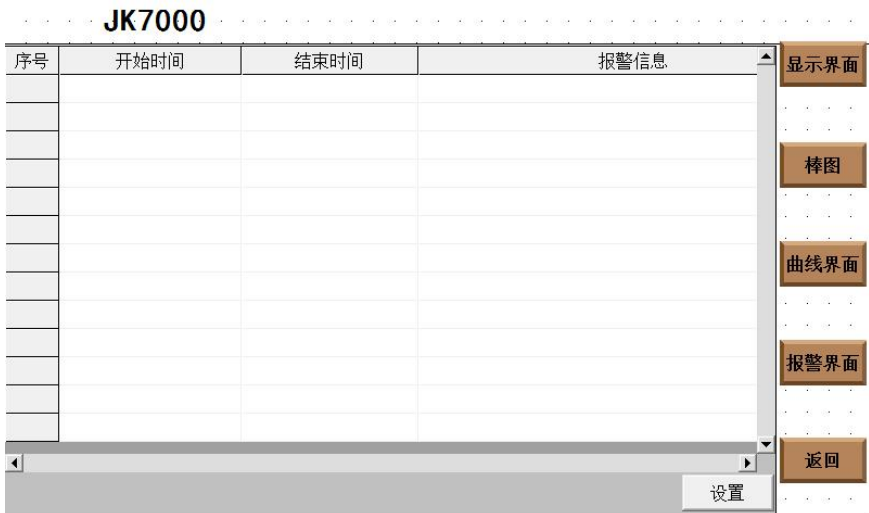 JK7000
序号 开始时间 结束时间 报警信息
显示界面
棒图
曲线界面
报警界面
返回
设置